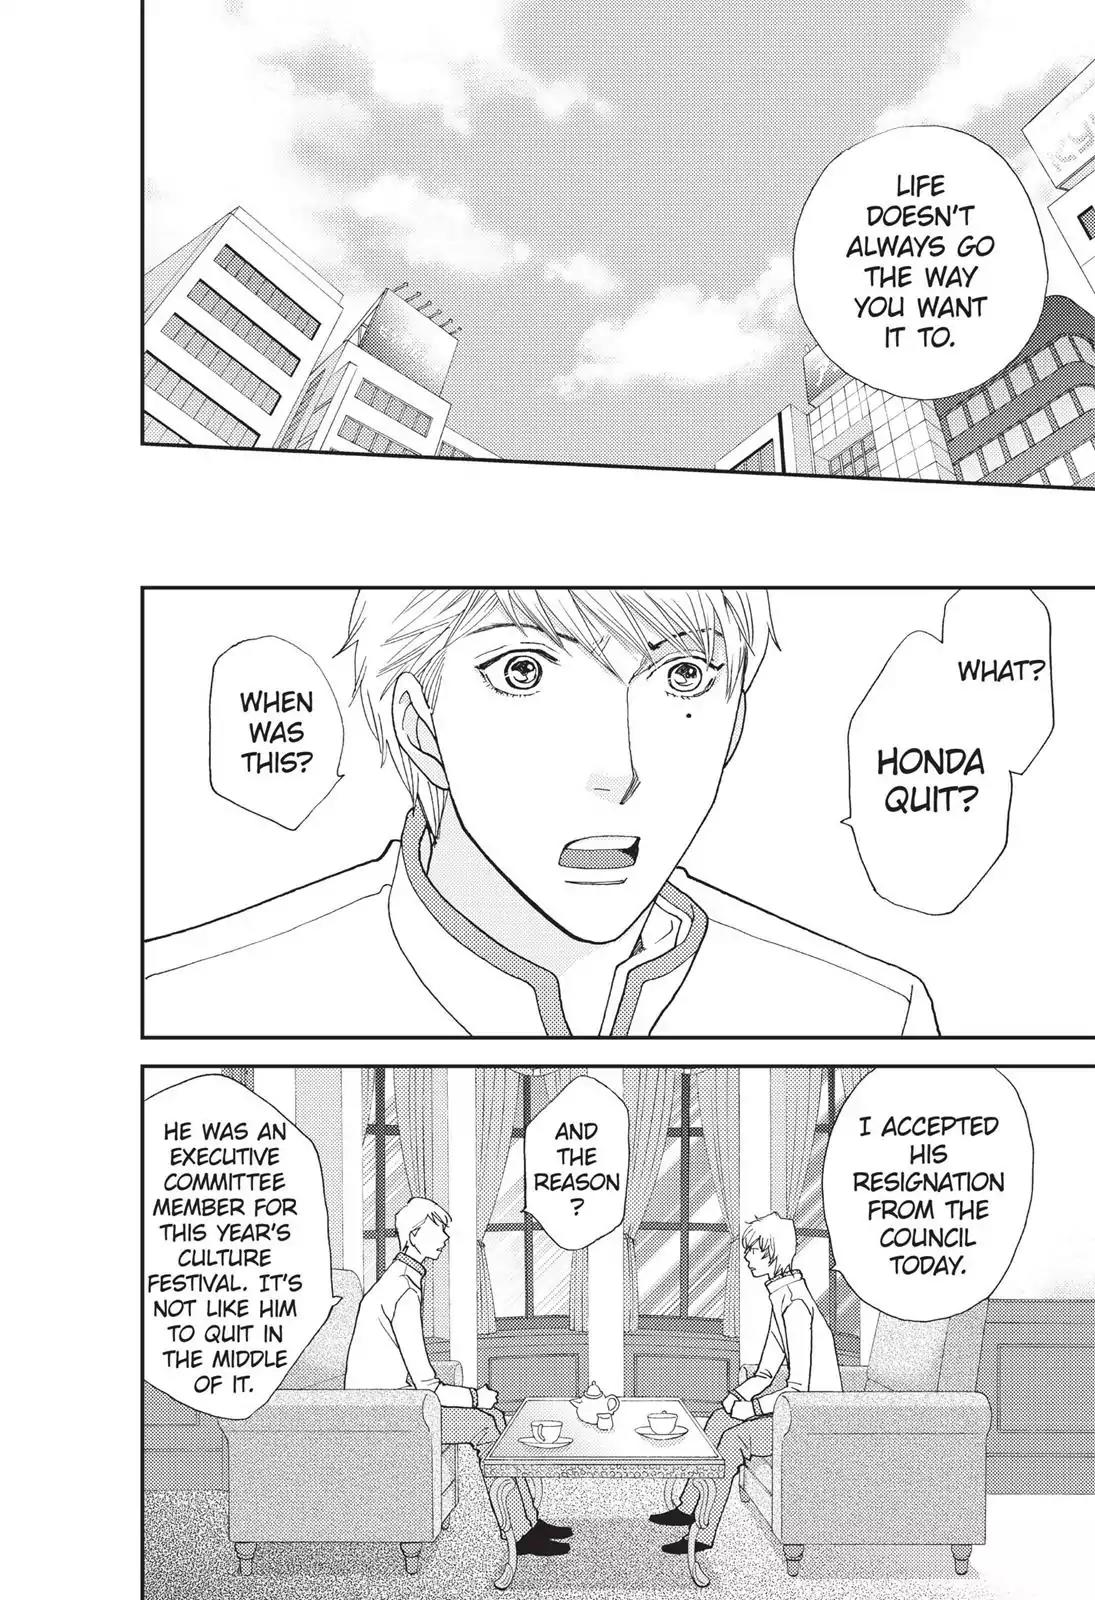 LIFE
DOESN'T
ALWAYS GO
THE WAY
YOU WANT
IT TO.
WHAT?
HONDA
QUIT?
WHEN
WAS
THIS?
I ACCEPTED
HIS
RESIGNATION
FROM THE
COUNCIL
TODAY.
AND
THE
REASON
?
HE WAS AN
EXECUTIVE
COMMITTEE
MEMBER FOR
THIS YEAR'S
CULTURE
FESTIVAL. IT'S
NOT LIKE HIM
TO QUIT IN
THE MIDDLE
OF IT.